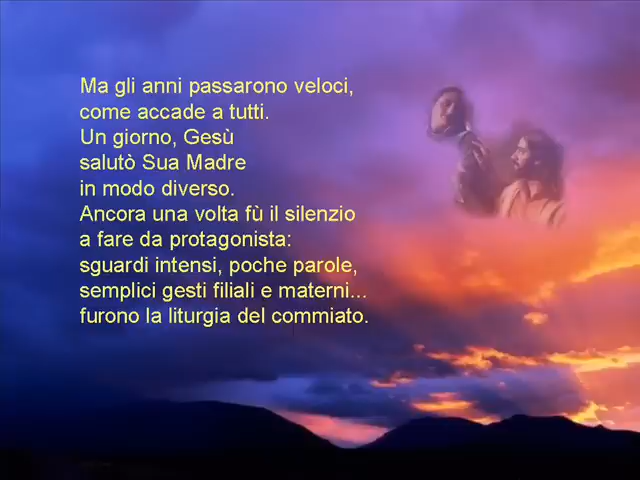 Ma gli anni passarono veloci,
come accade a tutti.
Un giorno, Gesù
salutò Sua Madre
in modo diverso.
Ancora una volta fù il silenzio
a fare da protagonista:
sguardi intensi, poche parole,
semplici gesti filiali e materni...
furono la liturgia del commiato.